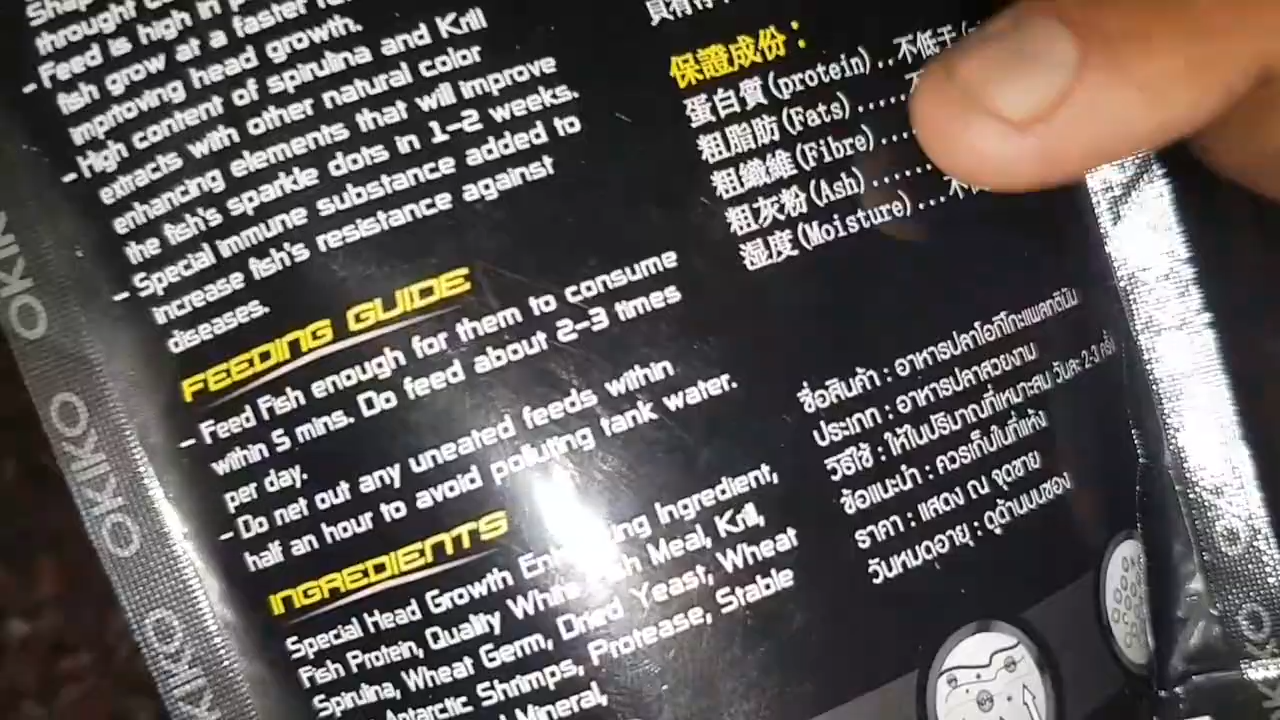 throught
- Feed is high in
fish grow at a faster
improving head growth.
- High content of spirulina and Krill
extracts with other natural color
enhancing elements that will improve
the fish's sparkle dots in 1-2 weeks.
- Special immune substance added to
increase fish's resistance against
diseases.
FEEDING GUIDE
- Feed Fish enough for them to consume
within 5 mins. Do feed about 2-3 times
per day.
- Do net out any uneated feeds within
half an hour to avoid polluting tank water.
INGREDIENTS
Special Head Growth Ingredient,
Fish Protein, Quality White Meal, Krill,
Spirulina, Wheat Germ, Dried Yeast, Wheat
Antarctic Shrimps, Protease, Stable
Mineral,
保證成份：
蛋白質(protein)..不低于
粗脂肪(Fats).....
粗纖維(Fibre)...
粗灰粉(Ash)......
湿度(Moisture)...不
ชื่อสินค้า : อาหารปลาโอกิโกะแพลทตินั่ม
ประเภท : อาหารปลาสวยงาม
วิธีใช้ : ให้ในปริมาณที่เหมาะสม วันละ 2-3 ครั้ง
ข้อแนะนำ : ควรเก็บในที่แห้ง
ราคา : แสดง ณ จุดขาย
วันหมดอายุ : ดูด้านบนซอง
OKIKO
OKIKO